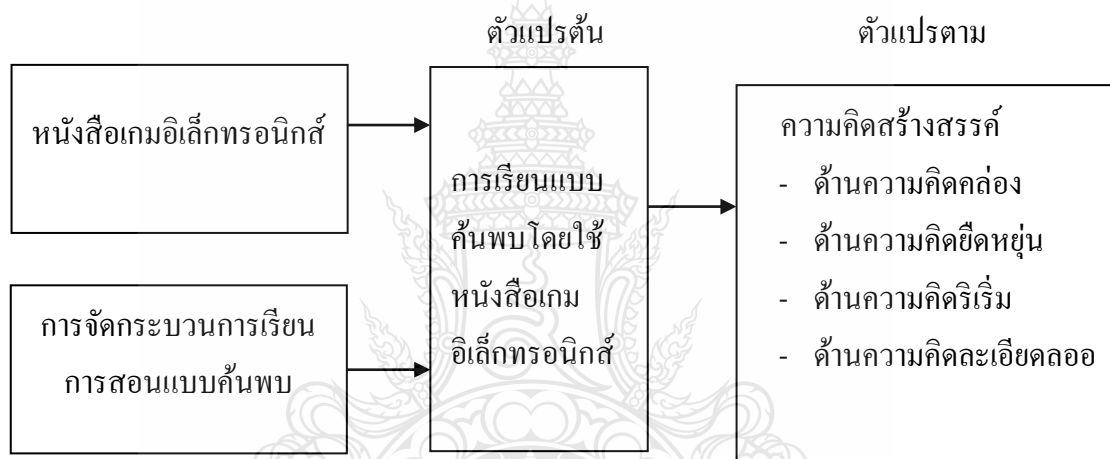 ตัวแปรต้น
ตัวแปรตาม
หนังสือเกมอิเล็กทรอนิกส์
การจัดกระบวนการเรียน
การสอนแบบค้นพบ
การเรียนแบบ
ค้นพบโดยใช้
หนังสือเกม
อิเล็กทรอนิกส์
ความคิดสร้างสรรค์
- ด้านความคิดคล่อง
- ด้านความคิดยืดหยุ่น
- ด้านความคิดริเริ่ม
- ด้านความคิดละเอียดลออ